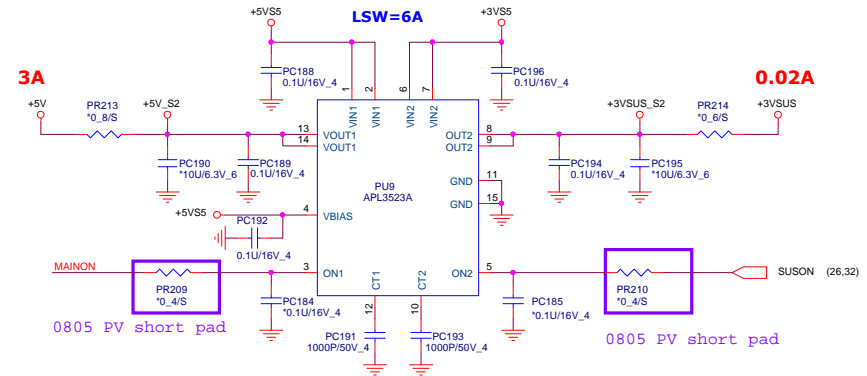 +5VS5
LSW=6A
+3VS5
3A
0.02A
PC188
0.1U/16V_4
PC196
0.1U/16V_4
1
2
6
7
+5V
PR213
*0_8/S
+5V_S2
+3VSUS_S2
PR214
*0_6/S
+3VSUS
VIN1
VIN1
VIN2
VIN2
13
VOUT1
14
VOUT1
OUT2
8
OUT2
9
PC190
*10U/6.3V_6
PC189
0.1U/16V_4
PC194
0.1U/16V_4
PC195
*10U/6.3V_6
PU9
APL3523A
GND
11
GND
15
+5VS5
4
VBIAS
PC192
0.1U/16V_4
MAINON
PR209
*0_4/S
3
ON1
CT1
CT2
ON2
5
PR210
*0_4/S
SUSON
(26,32)
12
10
PC184
*0.1U/16V_4
PC185
*0.1U/16V_4
0805 PV short pad
0805 PV short pad
PC191
1000P/50V_4
PC193
1000P/50V_4